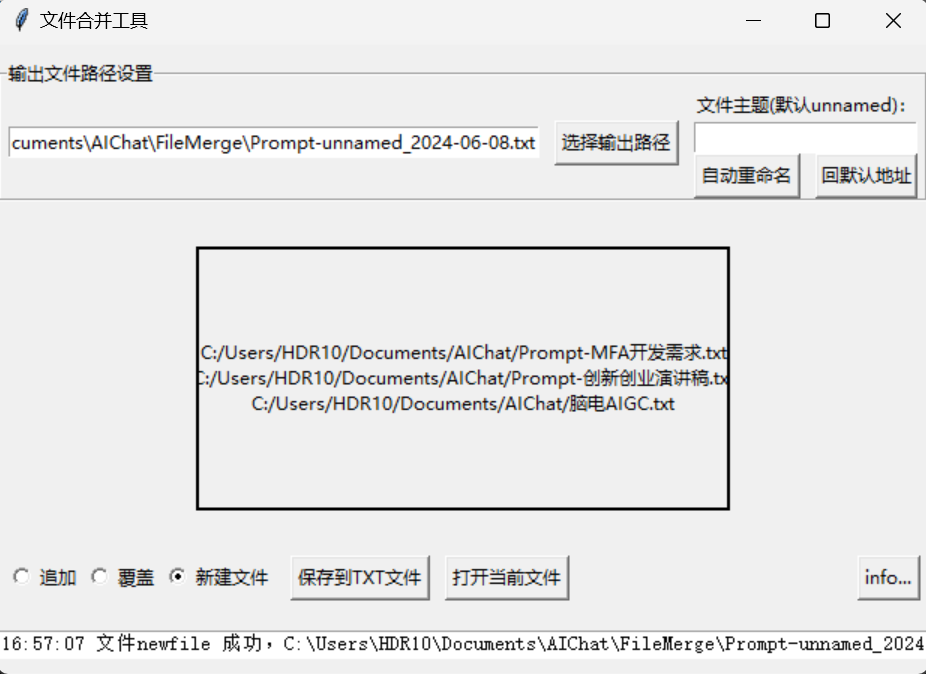 文件合并工具
输出文件路径设置
文件主题(默认unnamed):
cuments\AIChat\FileMerge\Prompt-unnamed_2024-06-08.txt
选择输出路径
自动重命名
回默认地址
C:/Users/HDR10/Documents/AIChat/Prompt-MFA开发需求.txt
C:/Users/HDR10/Documents/AIChat/Prompt-创新创业演讲稿.tx
C:/Users/HDR10/Documents/AIChat/脑电AIGC.txt
追加 覆盖 新建文件 保存到TXT文件 打开当前文件 info...
16:57:07 文件newfile 成功，C:\Users\HDR10\Documents\AIChat\FileMerge\Prompt-unnamed_2024